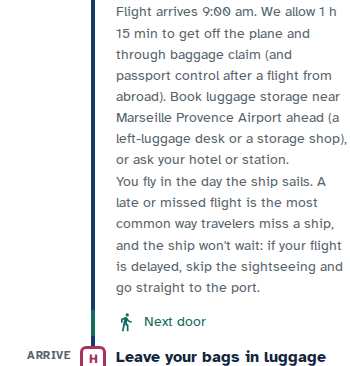 Flight arrives 9:00 am. We allow 1 h
15 min to get off the plane and
through baggage claim (and
passport control after a flight from
abroad). Book luggage storage near
Marseille Provence Airport ahead (a
left-luggage desk or a storage shop),
or ask your hotel or station.
You fly in the day the ship sails. A
late or missed flight is the most
common way travelers miss a ship,
and the ship won't wait: if your flight
is delayed, skip the sightseeing and
go straight to the port.
Next door
ARRIVE H Leave your bags in luggage